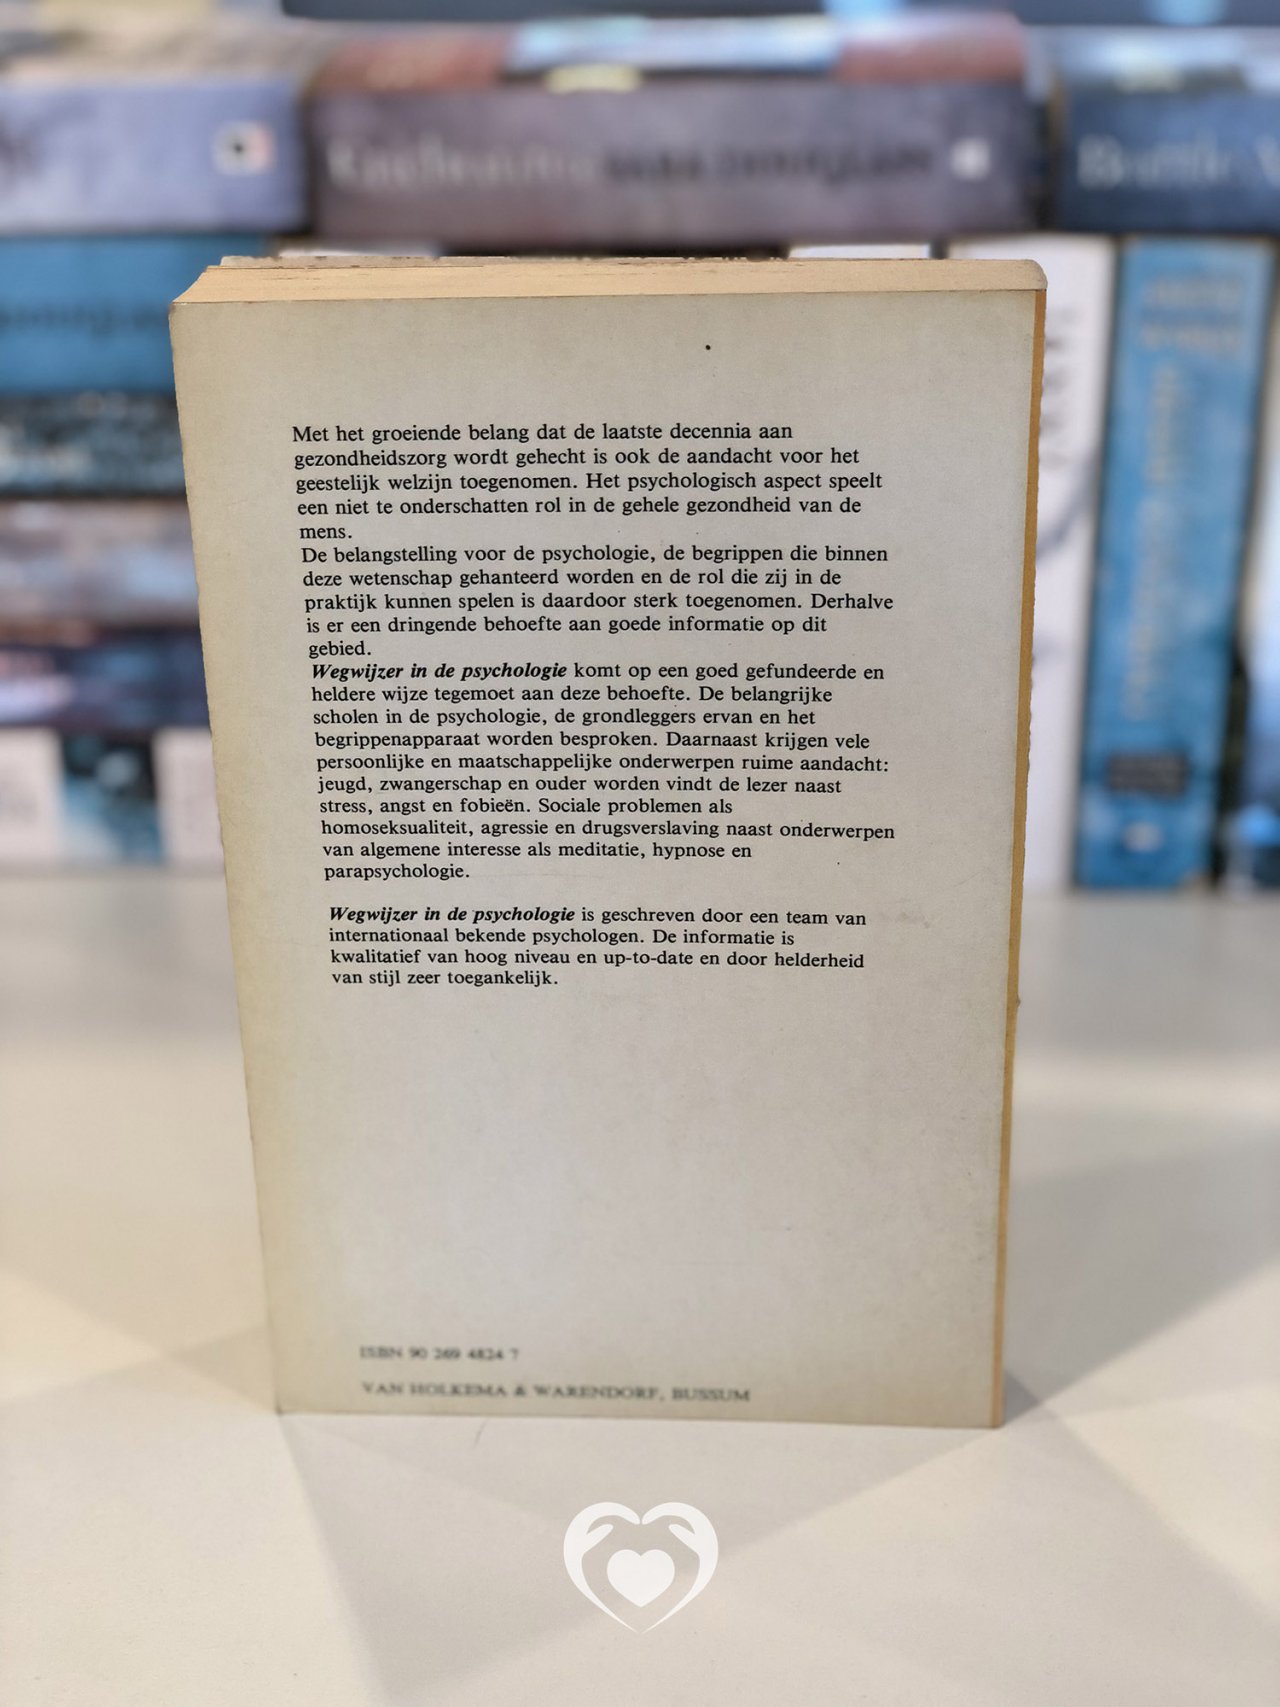 Met het groeiende belang dat de laatste decennia aan
gezondheidszorg wordt gehecht is ook de aandacht voor het
geestelijk welzijn toegenomen. Het psychologisch aspect speelt
een niet te onderschatten rol in de gehele gezondheid van de
mens.
De belangstelling voor de psychologie, de begrippen die binnen
deze wetenschap gehanteerd worden en de rol die zij in de
praktijk kunnen spelen is daardoor sterk toegenomen. Derhalve
is er een dringende behoefte aan goede informatie op dit
gebied.
Wegwijzer in de psychologie komt op een goed gefundeerde en
heldere wijze tegemoet aan deze behoefte. De belangrijke
scholen in de psychologie, de grondleggers ervan en het
begrippenapparaat worden besproken. Daarnaast krijgen vele
persoonlijke en maatschappelijke onderwerpen ruime aandacht:
jeugd, zwangerschap en ouder worden vindt de lezer naast
stress, angst en fobieën. Sociale problemen als
homoseksualiteit, agressie en drugsverslaving naast onderwerpen
van algemene interesse als meditatie, hypnose en
parapsychologie.
Wegwijzer in de psychologie is geschreven door een team van
internationaal bekende psychologen. De informatie is
kwalitatief van hoog niveau en up-to-date en door helderheid
van stijl zeer toegankelijk.
ISBN 90 269 4824 7
VAN HOLKEMA & WARENDORF, BUSSUM